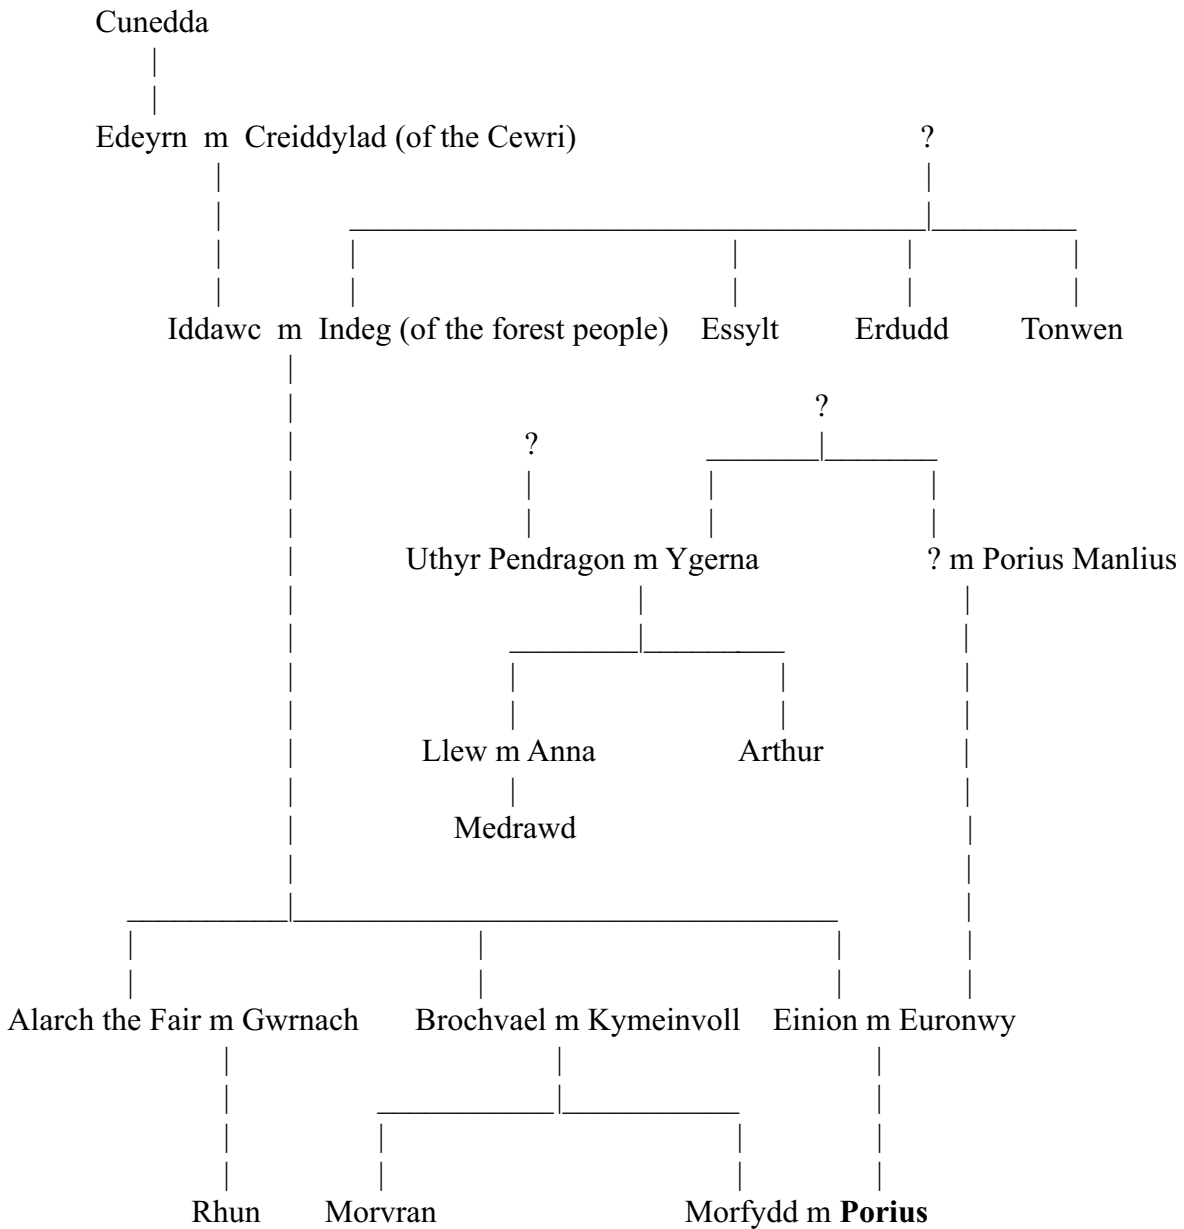 Cunedda
Edeyrn m Creiddylad (of the Cewri) ?
Iddawc m Indeg (of the forest people) Essylt Erdudd Tonwen
?
?
Uthyr Pendragon m Ygerna ? m Porius Manlius
Llew m Anna Arthur
Medrawd
Alarch the Fair m Gwrnach Brochvael m Kymeinvoll Einion m Euronwy
Rhun Morvran Morfydd m Porius